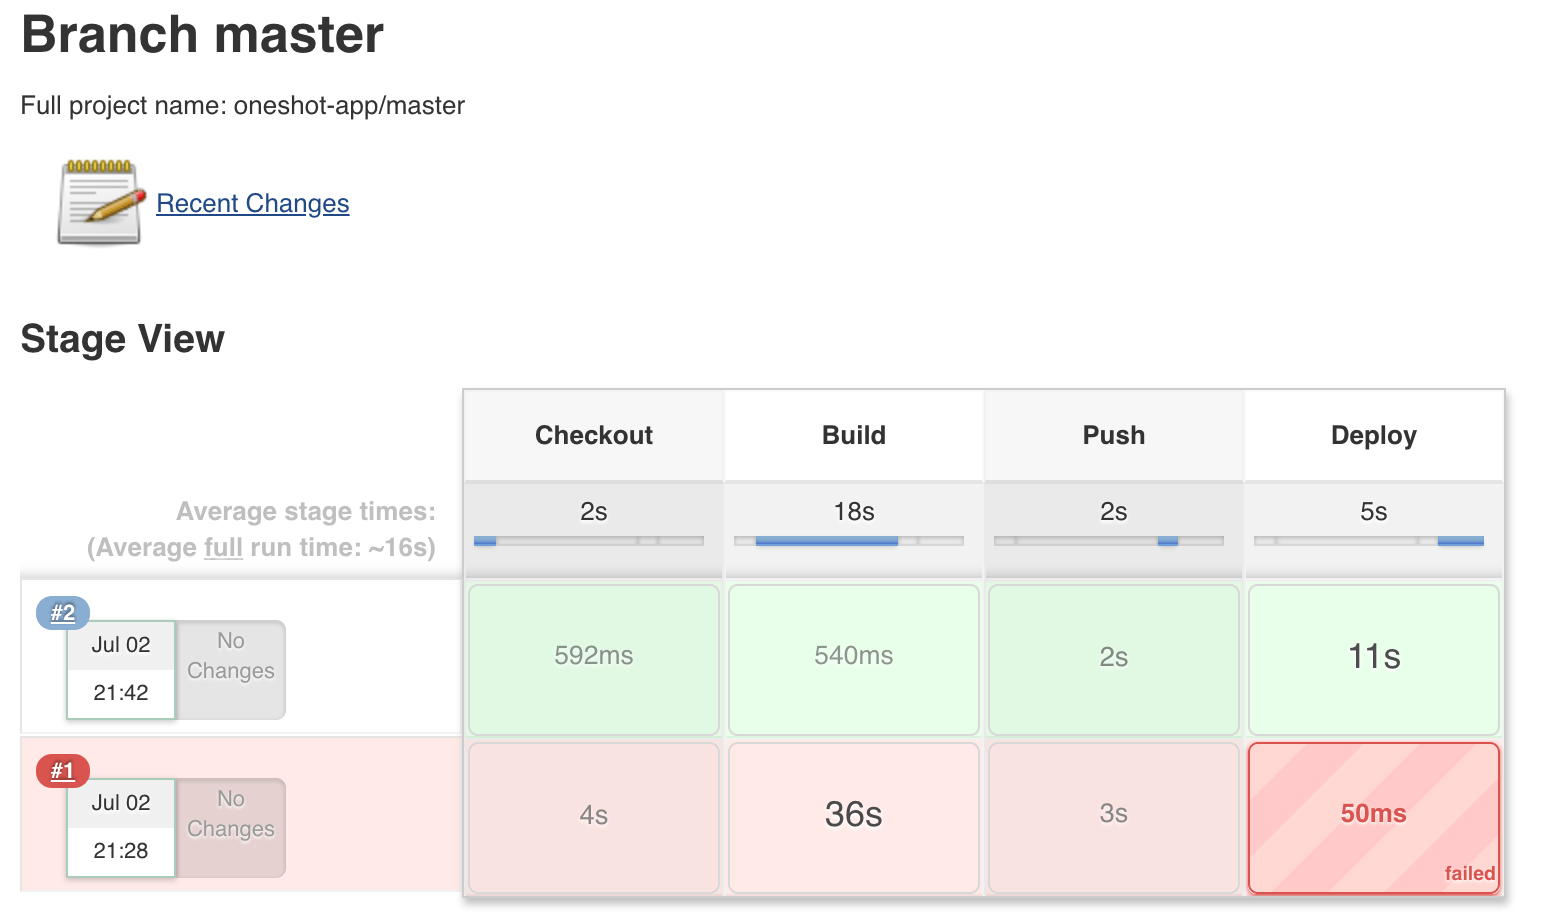 Branch master
Full project name: oneshot-app/master
Recent Changes
Stage View
Checkout Build Push Deploy
Average stage times: 2s 18s 2s 5s
(Average full run time: ~16s)
#2
Jul 02 No
Changes
21:42
592ms 540ms 2s 11s
#1
Jul 02 No
Changes
21:28
4s 36s 3s 50ms
failed